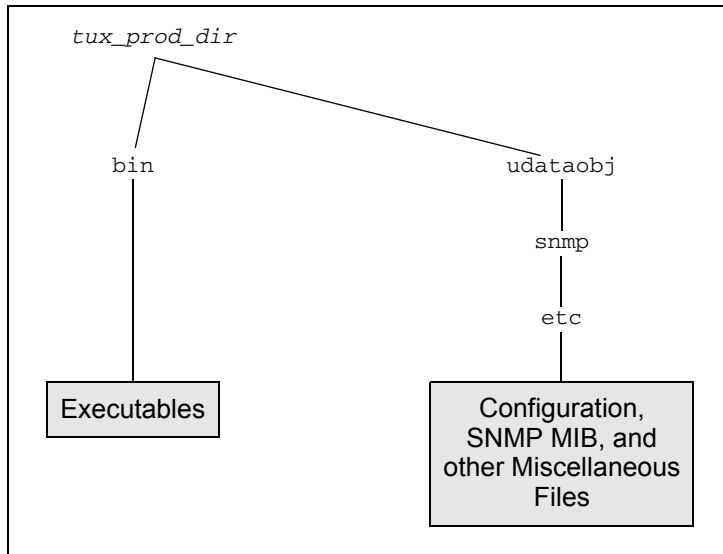 tux_prod_dir
bin
udataobj
snmp
etc
Executables
Configuration,
SNMP MIB, and
other Miscellaneous
Files